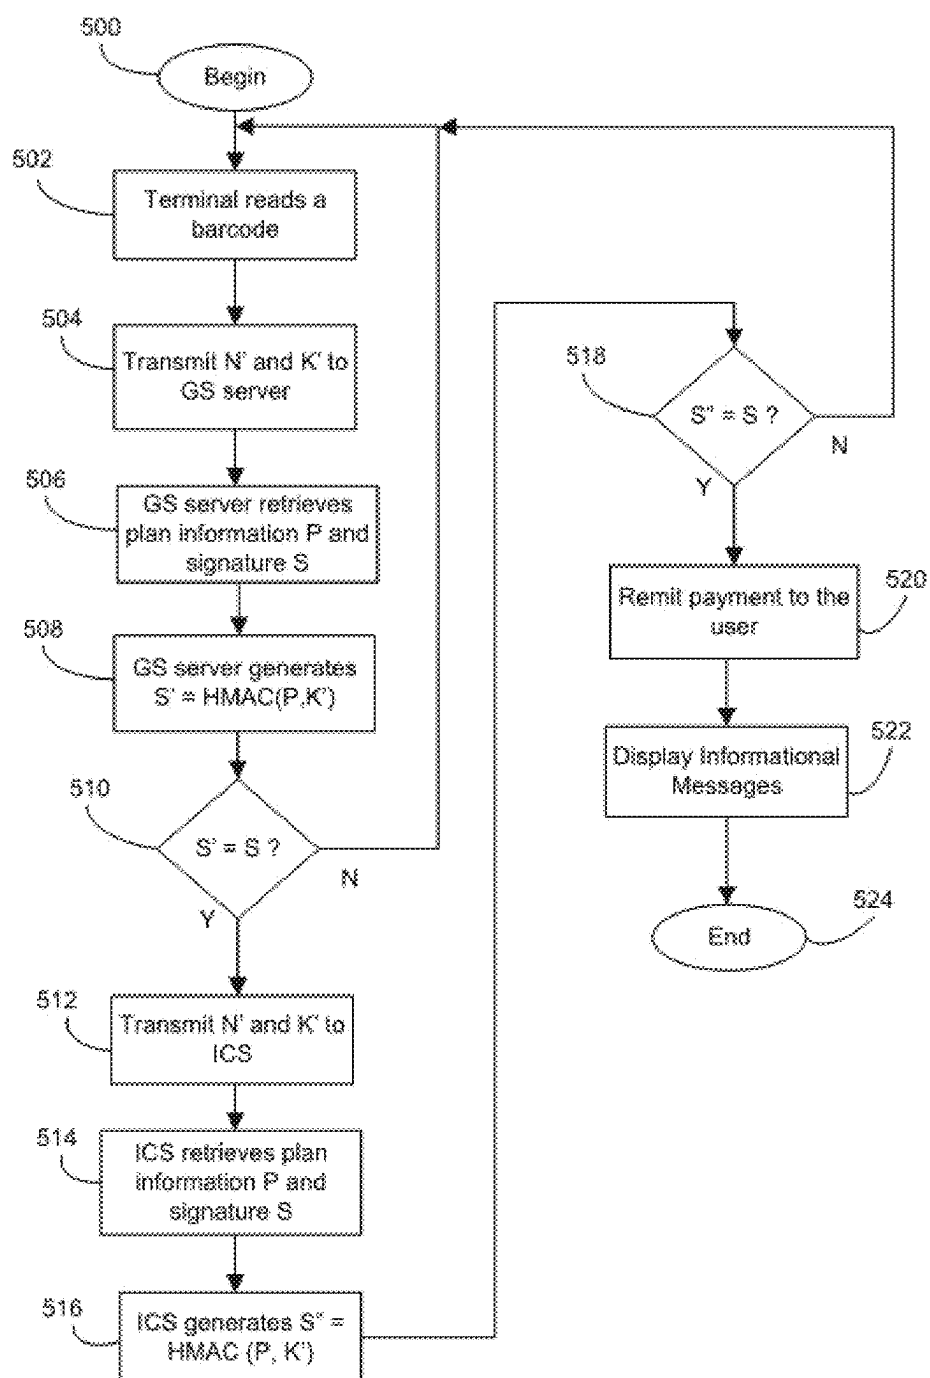 500
Begin
502
Terminal reads a
barcode
504
Transmit N' and K' to
GS server
506
GS server retrieves
plan information P and
signature S
508
GS server generates
S' = HMAC(P,K')
510
S' = S ?
N
Y
512
Transmit N' and K' to
ICS
514
ICS retrieves plan
information P and
signature S
516
ICS generates S" =
HMAC (P, K')
518
S" = S ?
N
Y
Remit payment to the
user
520
Display Informational
Messages
522
End
524